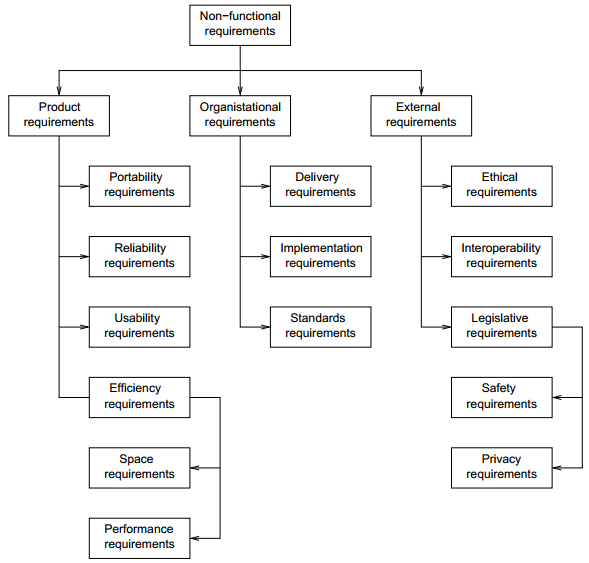 Non-functional
requirements
Product
requirements
Organistational
requirements
External
requirements
Portability
requirements
Delivery
requirements
Ethical
requirements
Reliability
requirements
Implementation
requirements
Interoperability
requirements
Usability
requirements
Standards
requirements
Legislative
requirements
Efficiency
requirements
Safety
requirements
Space
requirements
Privacy
requirements
Performance
requirements